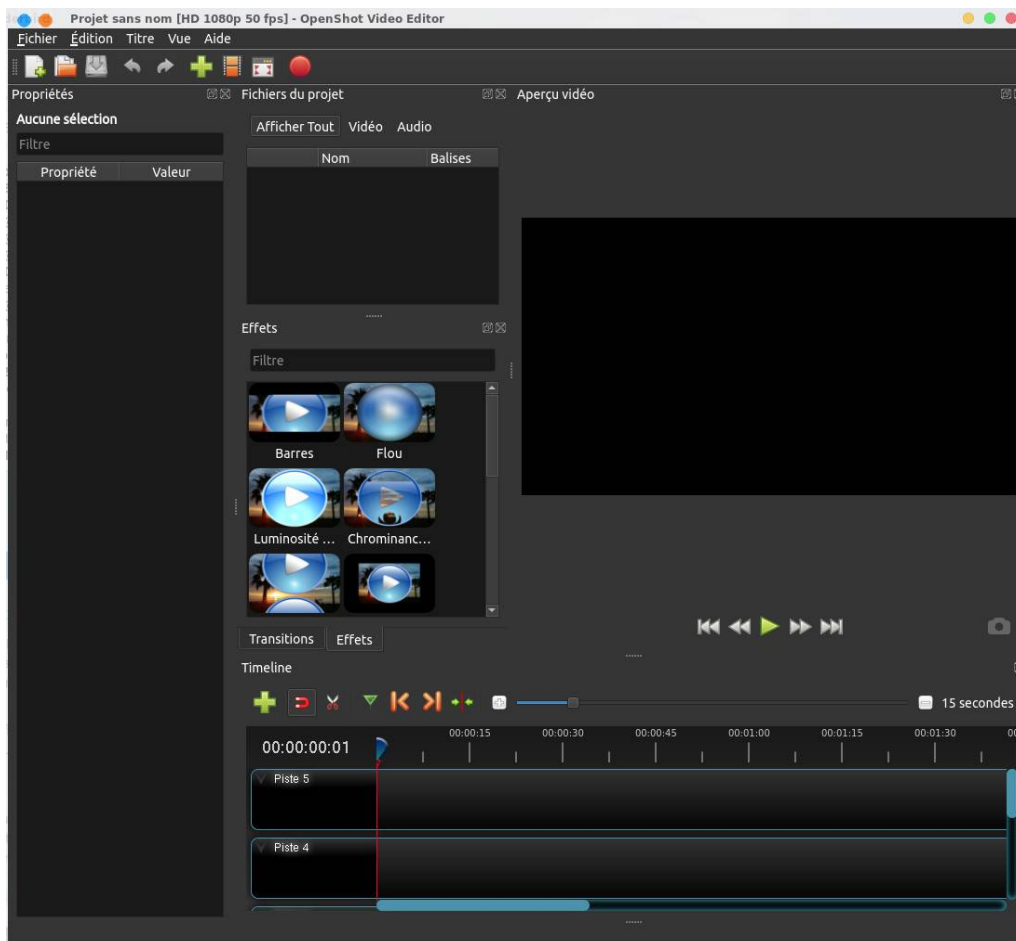 Projet sans nom [HD 1080p 50 fps] - OpenShot Video Editor
Fichier Édition Titre Vue Aide
Propriétés
Aucune sélection
Filtre
Propriété Valeur
Fichiers du projet
Afficher Tout Vidéo Audio
Nom Balises
Effets
Filtre
Barres Flou
Luminosité ... Chrominanc...
Transitions Effets
Aperçu vidéo
Timeline
15 secondes
00:00:00:01
00:00:15 00:00:30 00:00:45 00:01:00 00:01:15 00:01:30
Piste 5
Piste 4